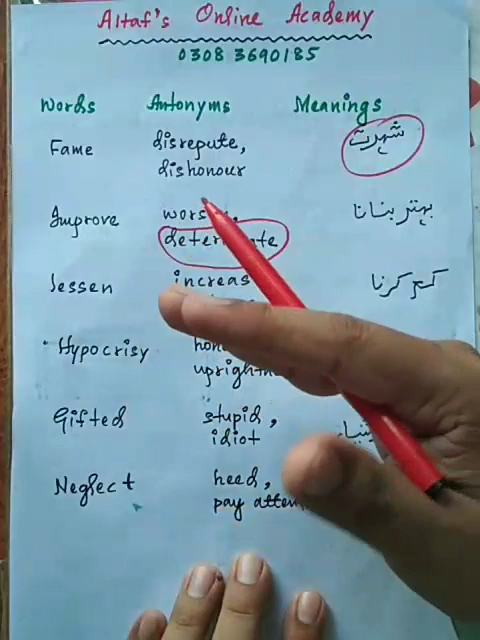 Altaf's Online Academy
0308 3690185
Words Antonyms Meanings
Fame disrepute, شہرت
dishonour
Improve بہتر بنانا
lessen کم کرنا
Hypocrisy
Gifted stupid,
idiot
Neglect heed,
pay